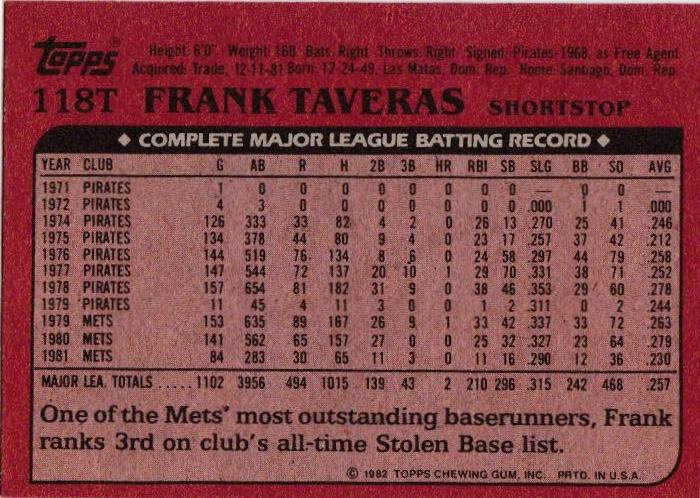 topps® Height: 6'0" Weight: 168 Bats: Right Throws: Right Signed: Pirates-1968, as Free Agent
Acquired: Trade, 12-11-81 Born: 12-24-49, Las Matas, Dom. Rep. Home: Santiago, Dom. Rep.
118T FRANK TAVERAS SHORTSTOP
◆ COMPLETE MAJOR LEAGUE BATTING RECORD ◆
YEAR CLUB G AB R H 2B 3B HR RBI SB SLG BB SO AVG
1971 PIRATES 1 0 0 0 0 0 0 0 0 — 0 0 —
1972 PIRATES 4 3 0 0 0 0 0 0 0 .000 1 1 .000
1974 PIRATES 126 333 33 82 4 2 0 26 13 .270 25 41 .246
1975 PIRATES 134 378 44 80 9 4 0 23 17 .257 37 42 .212
1976 PIRATES 144 519 76 134 8 6 0 24 58 .297 44 79 .258
1977 PIRATES 147 544 72 137 20 10 1 29 70 .331 38 71 .252
1978 PIRATES 157 654 81 182 31 9 0 38 46 .353 29 60 .278
1979 PIRATES 11 45 4 11 3 0 0 1 2 .311 0 2 .244
1979 METS 153 635 89 167 26 9 1 33 42 .337 33 72 .263
1980 METS 141 562 65 157 27 0 0 25 32 .327 23 64 .279
1981 METS 84 283 30 65 11 3 0 11 16 .290 12 36 .230
MAJOR LEA. TOTALS ..... 1102 3956 494 1015 139 43 2 210 296 .315 242 468 .257
One of the Mets' most outstanding baserunners, Frank
ranks 3rd on club's all-time Stolen Base list.
© 1982 TOPPS CHEWING GUM, INC. PRTD. IN U.S.A.